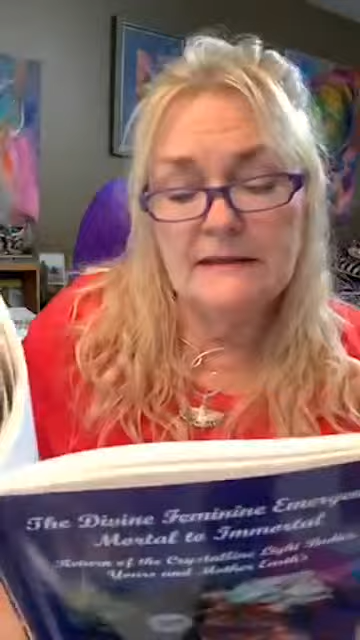 The Divine Feminine Emerge
Mortal to Immortal
Return of the Crystalline Light Bodies
Yours and Mother Earth's